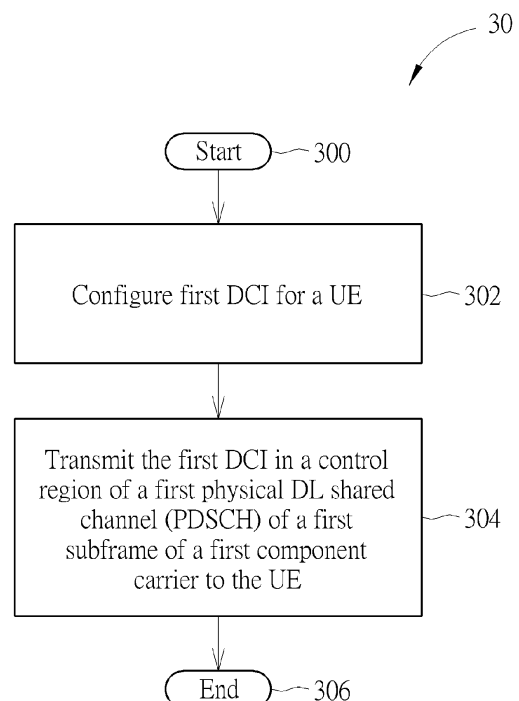 30
Start
300
Configure first DCI for a UE
302
Transmit the first DCI in a control
region of a first physical DL shared
channel (PDSCH) of a first
subframe of a first component
carrier to the UE
304
End
306